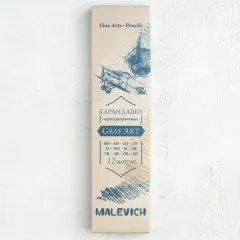 Fine Arts-Pencils
КАРАНДАШИ
чернографитные
GRAF'ART
12 штук
MALEVICH